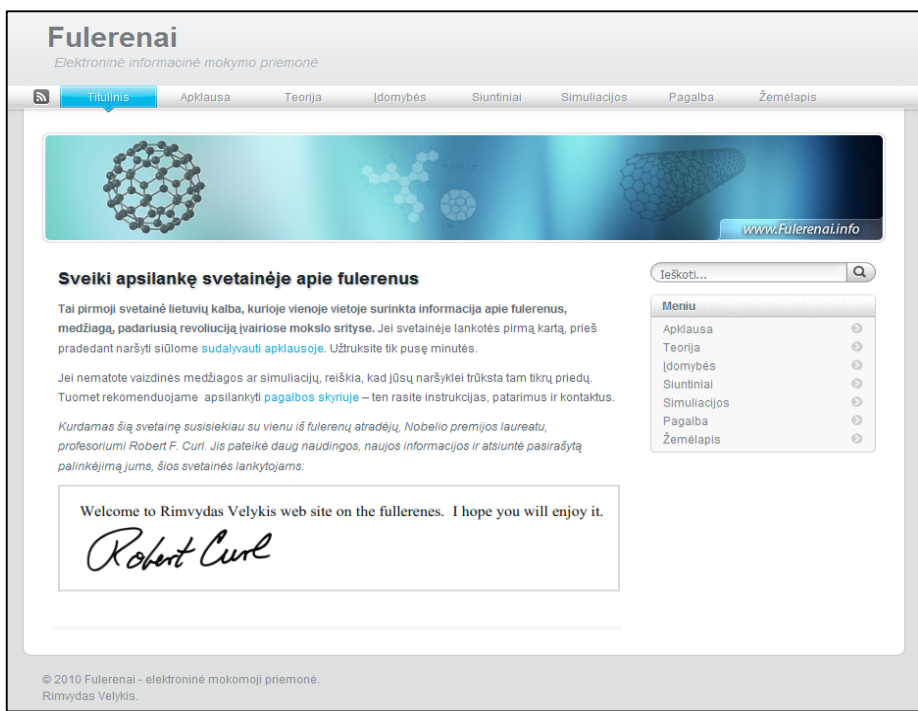 Fulerenai
Elektroninė informacinė mokymo priemonė
Titulinis Apklausa Teorija Įdomybės Siuntiniai Simuliacijos Pagalba Žemėlapis
www.Fulerenai.info
Sveiki apsilankę svetainėje apie fulerenus
Tai pirmoji svetainė lietuvių kalba, kurioje vienoje vietoje surinkta informacija apie fulerenus,
medžiagą, padariusią revoliuciją įvairiose mokslo srityse. Jei svetainėje lankotės pirmą kartą, prieš
pradedant naršyti siūlome sudalyvauti apklausoje. Užtruksite tik pusę minutės.
Jei nematote vaizdinės medžiagos ar simuliacijų, reiškia, kad jūsų naršyklei trūksta tam tikrų priedų.
Tuomet rekomenduojame apsilankyti pagalbos skyriuje – ten rasite instrukcijas, patarimus ir kontaktus.
Kurdamas šią svetainę susisiekiau su vienu iš fulerenų atradėjų, Nobelio premijos laureatu,
profesoriumi Robert F. Curl. Jis pateikė daug naudingos, naujos informacijos ir atsiuntė pasirašytą
palinkėjimą jums, šios svetainės lankytojams:
Welcome to Rimvydas Velykis web site on the fullerenes. I hope you will enjoy it.
Robert Curl
Ieškoti...
Meniu
Apklausa
Teorija
Įdomybės
Siuntiniai
Simuliacijos
Pagalba
Žemėlapis
© 2010 Fulerenai - elektroninė mokomoji priemonė.
Rimvydas Velykis.